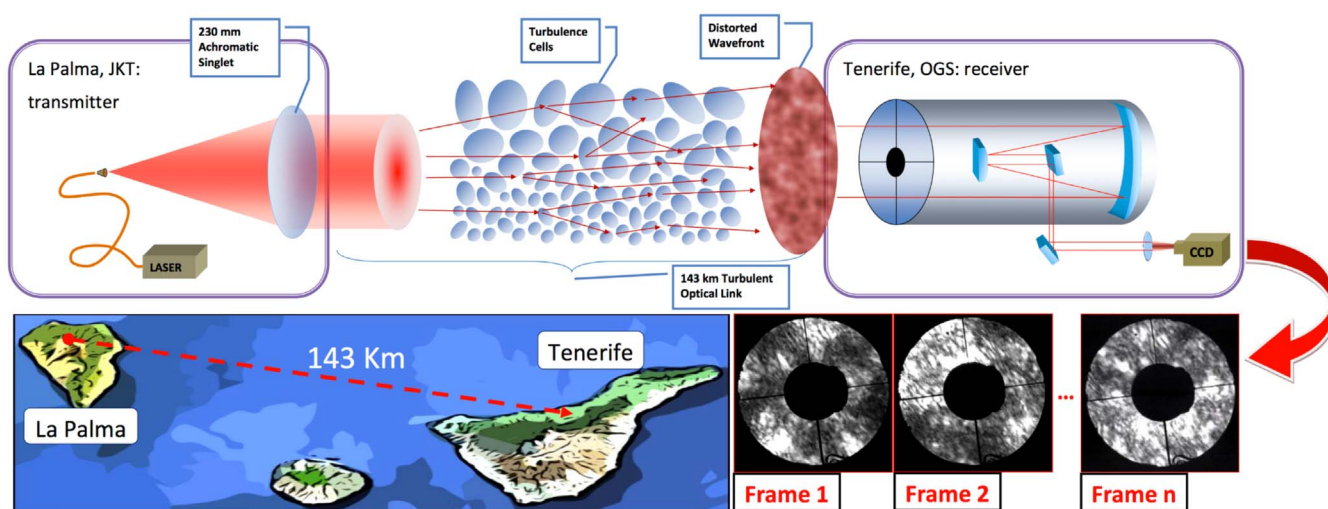 230 mm
Achromatic
Singlet
Turbulence
Cells
Distorted
Wavefront
La Palma, JKT:
transmitter
Tenerife, OGS: receiver
LASER
CCD
143 km Turbulent
Optical Link
143 Km
Tenerife
La Palma
...
Frame 1
Frame 2
Frame n